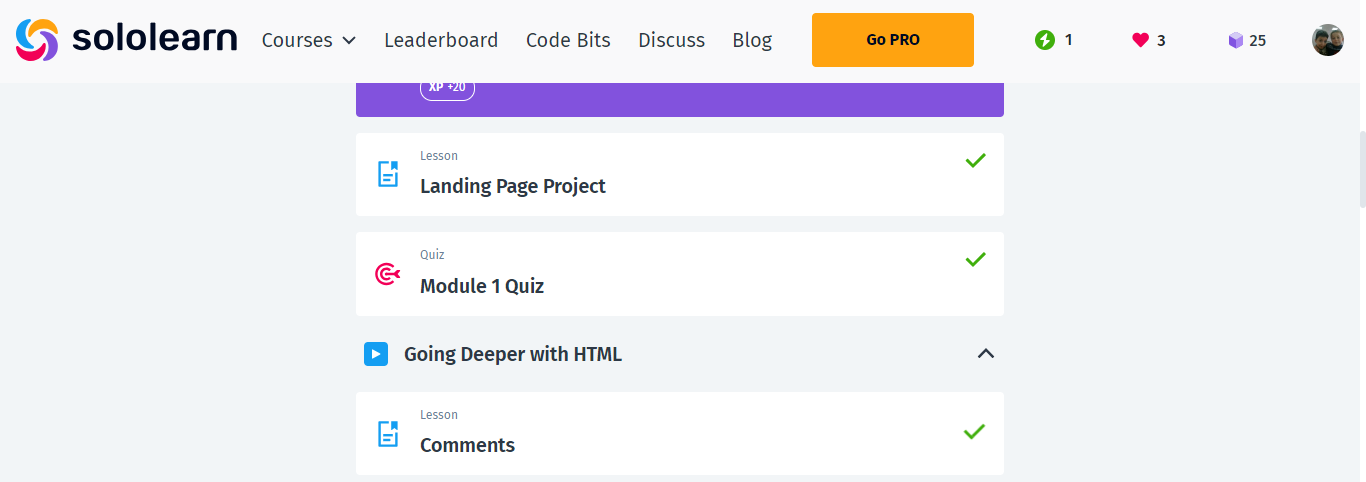 sololearn Courses Leaderboard Code Bits Discuss Blog Go PRO 1 3 25
XP +20
Lesson
Landing Page Project
Quiz
Module 1 Quiz
Going Deeper with HTML
Lesson
Comments